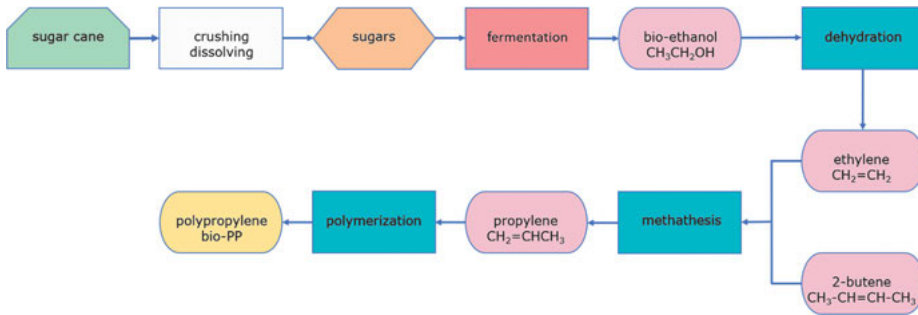 sugar cane
crushing
dissolving
sugars
fermentation
bio-ethanol
CH₃CH₂OH
dehydration
ethylene
CH₂=CH₂
polypropylene
bio-PP
polymerization
propylene
CH₂=CHCH₃
methathesis
2-butene
CH₃-CH=CH-CH₃